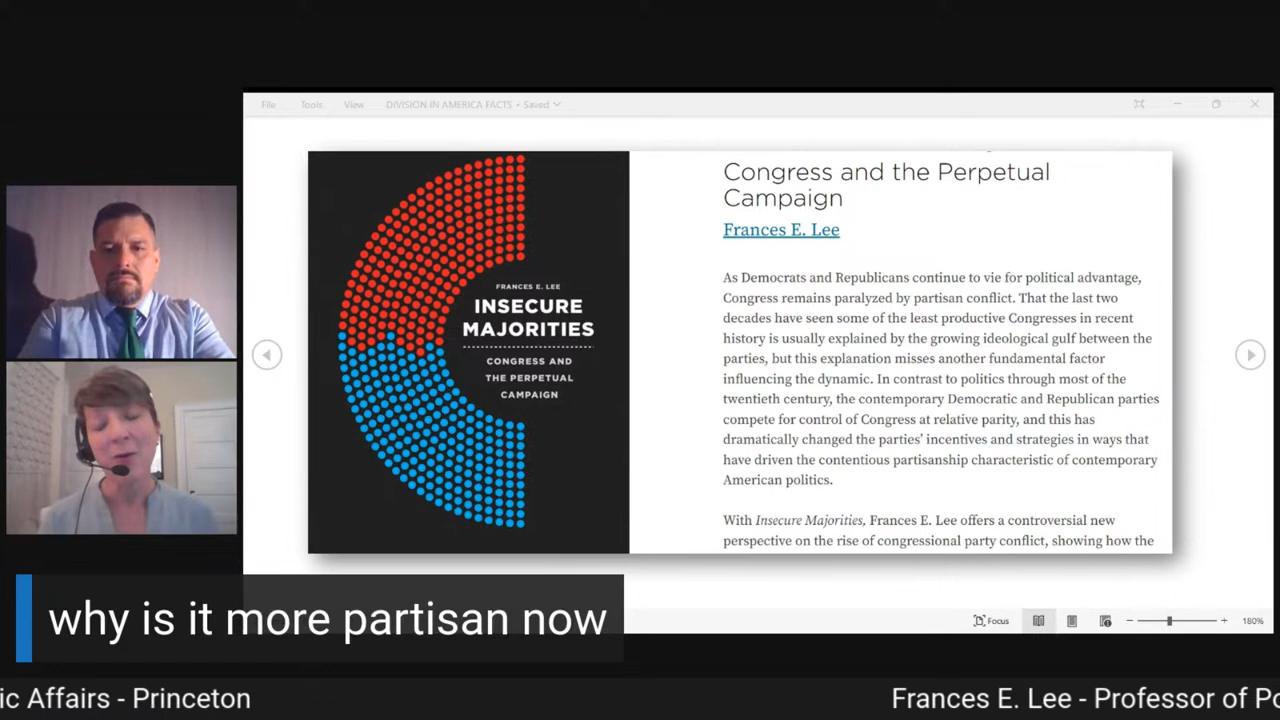 File Tools View DIVISION IN AMERICA FACTS • Saved
FRANCES E. LEE
INSECURE
MAJORITIES
CONGRESS AND
THE PERPETUAL
CAMPAIGN
Congress and the Perpetual
Campaign
Frances E. Lee
As Democrats and Republicans continue to vie for political advantage,
Congress remains paralyzed by partisan conflict. That the last two
decades have seen some of the least productive Congresses in recent
history is usually explained by the growing ideological gulf between the
parties, but this explanation misses another fundamental factor
influencing the dynamic. In contrast to politics through most of the
twentieth century, the contemporary Democratic and Republican parties
compete for control of Congress at relative parity, and this has
dramatically changed the parties’ incentives and strategies in ways that
have driven the contentious partisanship characteristic of contemporary
American politics.
With Insecure Majorities, Frances E. Lee offers a controversial new
perspective on the rise of congressional party conflict, showing how the
Focus 180%
why is it more partisan now
ic Affairs - Princeton
Frances E. Lee - Professor of Po